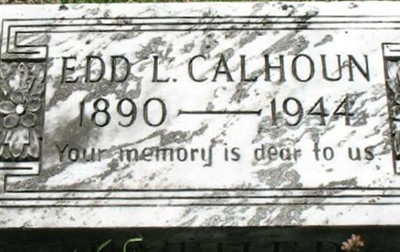 EDD L. CALHOUN
1890 — 1944
Your memory is dear to us.